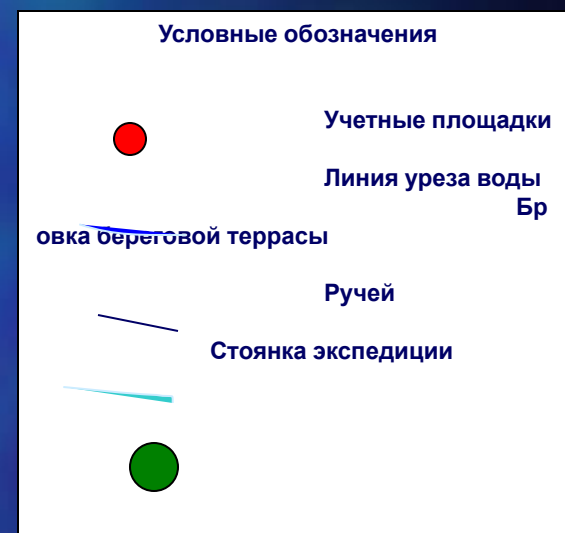 Условные обозначения
Учетные площадки
Линия уреза воды
Бр
овка береговой террасы
Ручей
Стоянка экспедиции